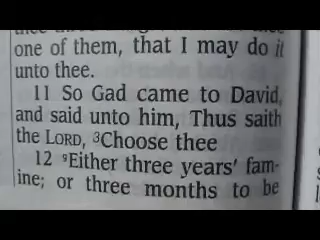 one of them, that I may do it
unto thee.
11 So Gad came to David,
and said unto him, Thus saith
the LORD, ³Choose thee
12 ⁹Either three years' fam-
ine; or three months to be